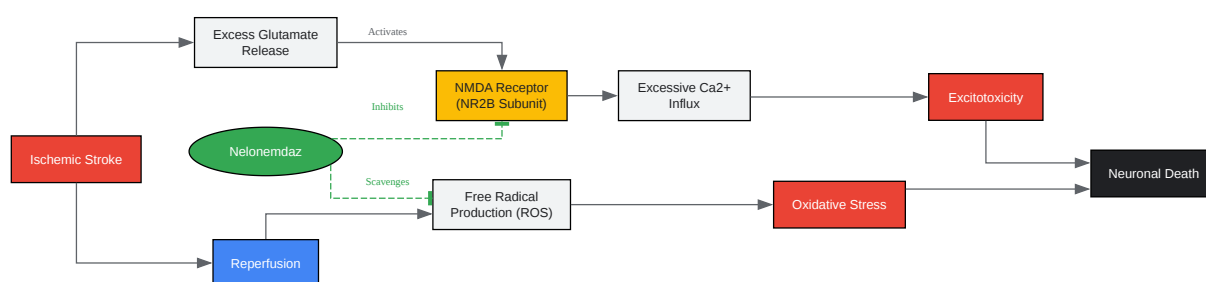 Excess Glutamate
Release
Activates
NMDA Receptor
(NR2B Subunit)
Excessive Ca2+
Influx
Excitotoxicity
Inhibits
Ischemic Stroke
Nelonemdaz
Neuronal Death
Scavenges
Free Radical
Production (ROS)
Oxidative Stress
Reperfusion